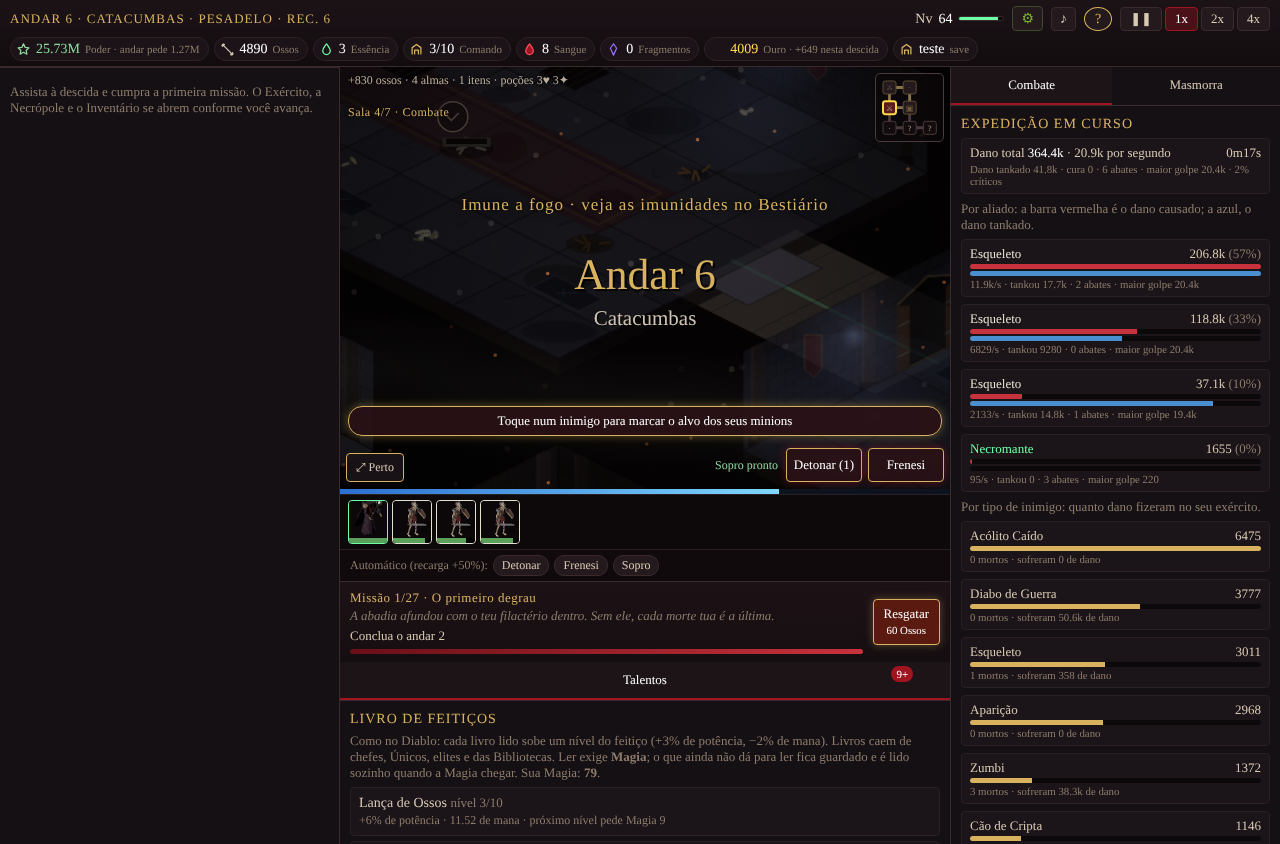 ANDAR 6 · CATACUMBAS · PESADELO · REC. 6
Nv 64
1x
2x
4x
25.73M Poder · andar pede 1.27M
4890 Ossos
3 Essência
3/10 Comando
8 Sangue
0 Fragmentos
4009 Ouro · +649 nesta descida
teste save
Assista à descida e cumpra a primeira missão. O Exército, a
Necrópole e o Inventário se abrem conforme você avança.
+830 ossos · 4 almas · 1 itens · poções 3♥ 3✦
Sala 4/7 · Combate
Imune a fogo · veja as imunidades no Bestiário
Andar 6
Catacumbas
Toque num inimigo para marcar o alvo dos seus minions
⤢ Perto
Sopro pronto
Detonar (1)
Frenesi
Automático (recarga +50%):
Detonar
Frenesi
Sopro
Missão 1/27 · O primeiro degrau
A abadia afundou com o teu filactério dentro. Sem ele, cada morte tua é a última.
Conclua o andar 2
Resgatar
60 Ossos
Talentos
9+
LIVRO DE FEITIÇOS
Como no Diablo: cada livro lido sobe um nível do feitiço (+3% de potência, −2% de mana). Livros caem de
chefes, Únicos, elites e das Bibliotecas. Ler exige Magia; o que ainda não dá para ler fica guardado e é lido
sozinho quando a Magia chegar. Sua Magia: 79.
Lança de Ossos nível 3/10
+6% de potência · 11.52 de mana · próximo nível pede Magia 9
Combate
Masmorra
EXPEDIÇÃO EM CURSO
Dano total 364.4k · 20.9k por segundo 0m17s
Dano tankado 41.8k · cura 0 · 6 abates · maior golpe 20.4k · 2%
críticos
Por aliado: a barra vermelha é o dano causado; a azul, o
dano tankado.
Esqueleto 206.8k (57%)
11.9k/s · tankou 17.7k · 2 abates · maior golpe 20.4k
Esqueleto 118.8k (33%)
6829/s · tankou 9280 · 0 abates · maior golpe 20.4k
Esqueleto 37.1k (10%)
2133/s · tankou 14.8k · 1 abates · maior golpe 19.4k
Necromante 1655 (0%)
95/s · tankou 0 · 3 abates · maior golpe 220
Por tipo de inimigo: quanto dano fizeram no seu exército.
Acólito Caído 6475
0 mortos · sofreram 0 de dano
Diabo de Guerra 3777
0 mortos · sofreram 50.6k de dano
Esqueleto 3011
1 mortos · sofreram 358 de dano
Aparição 2968
0 mortos · sofreram 0 de dano
Zumbi 1372
3 mortos · sofreram 38.3k de dano
Cão de Cripta 1146